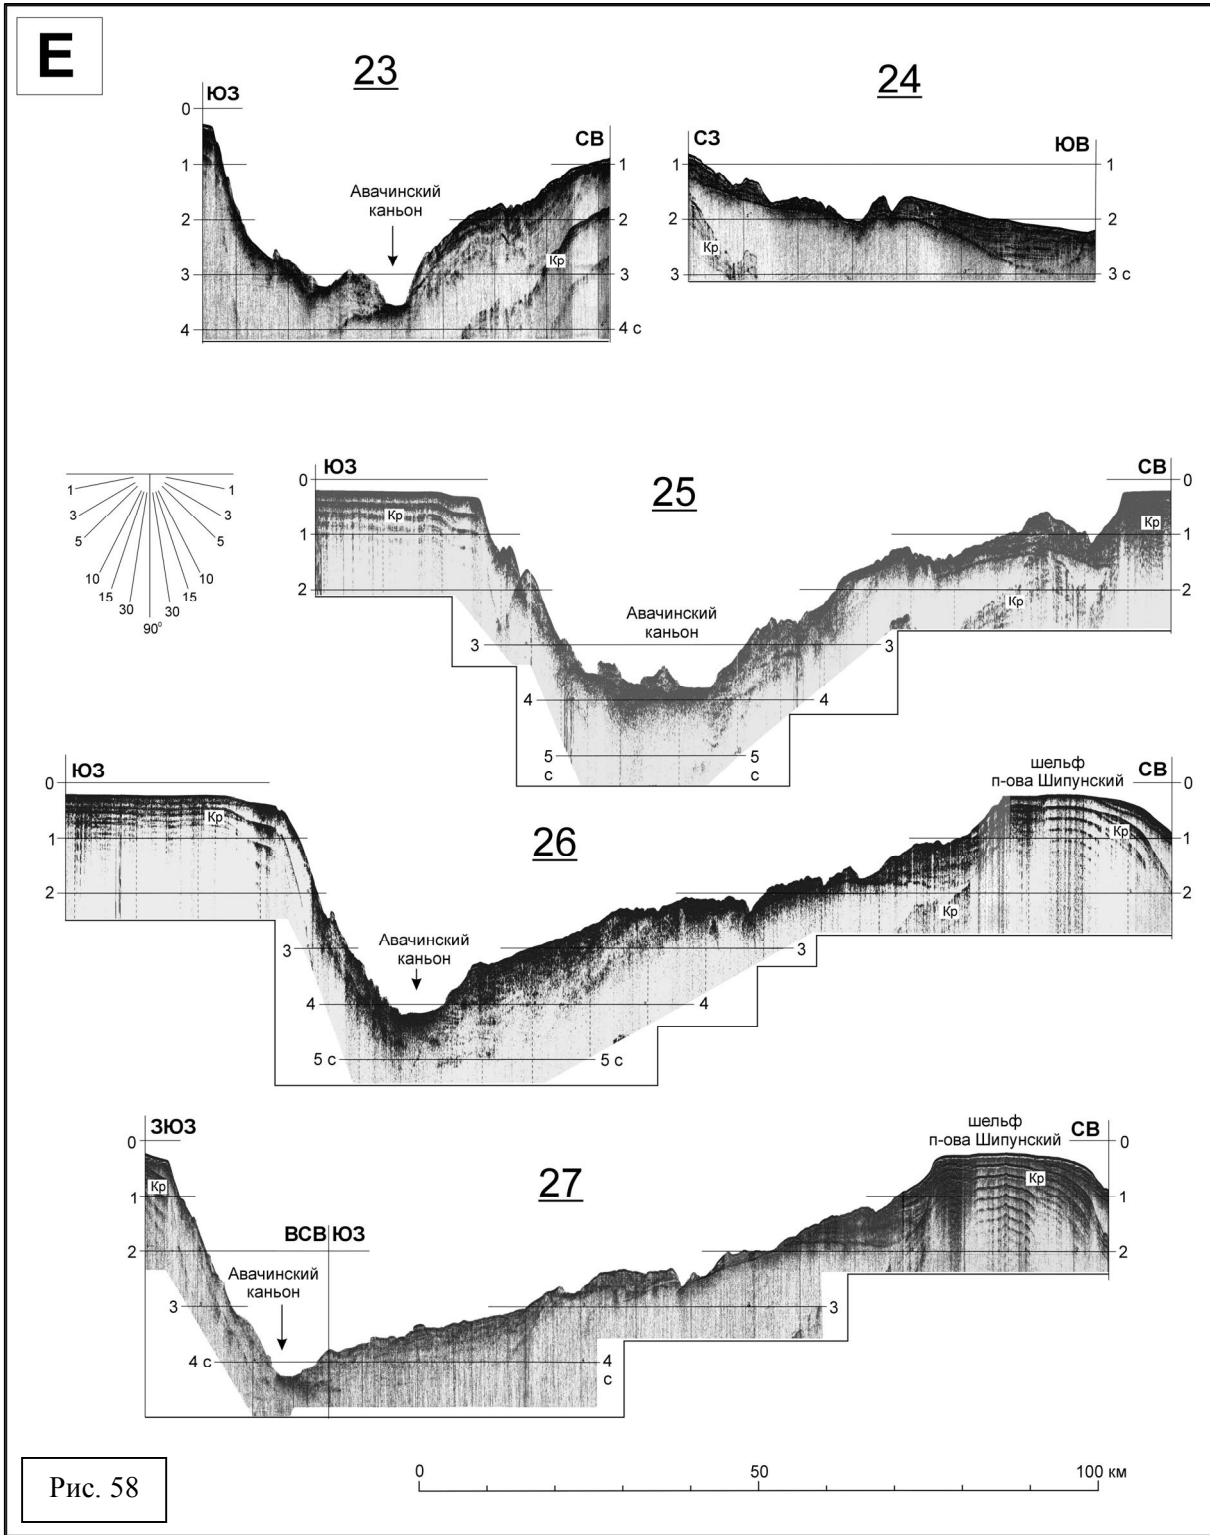 Е
23
ЮЗ
0
1
2
3
4
СВ
1
2
3
4 с
Авачинский
каньон
Кр
24
СЗ
1
2
3
ЮВ
1
2
3 с
Кр
1
3
5
10
15
30
90°
30
15
10
5
3
1
25
ЮЗ
0
1
2
3
4
5
с
СВ
0
3
4
5
с
Кр
Авачинский
каньон
Кр
Кр
26
ЮЗ
0
1
2
3
4
5 с
шельф
п-ова Шипунский
СВ
0
1
2
3
4
5 с
Кр
Авачинский
каньон
Кр
Кр
27
ЗЮЗ
0
1
2
3
4 с
Кр
ВСВ ЮЗ
Авачинский
каньон
шельф
п-ова Шипунский
СВ
0
1
2
3
4
с
Кр
Рис. 58
0 50 100 км